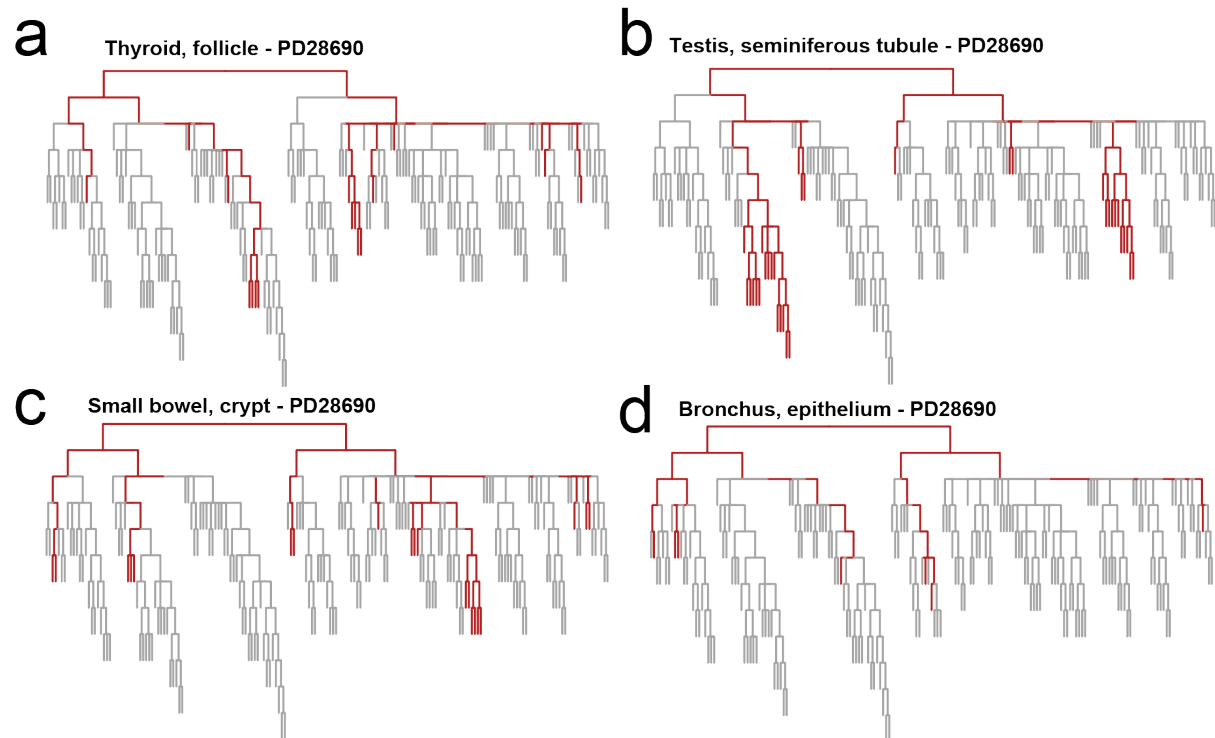 a
Thyroid, follicle - PD28690
b
Testis, seminiferous tubule - PD28690
c
Small bowel, crypt - PD28690
d
Bronchus, epithelium - PD28690